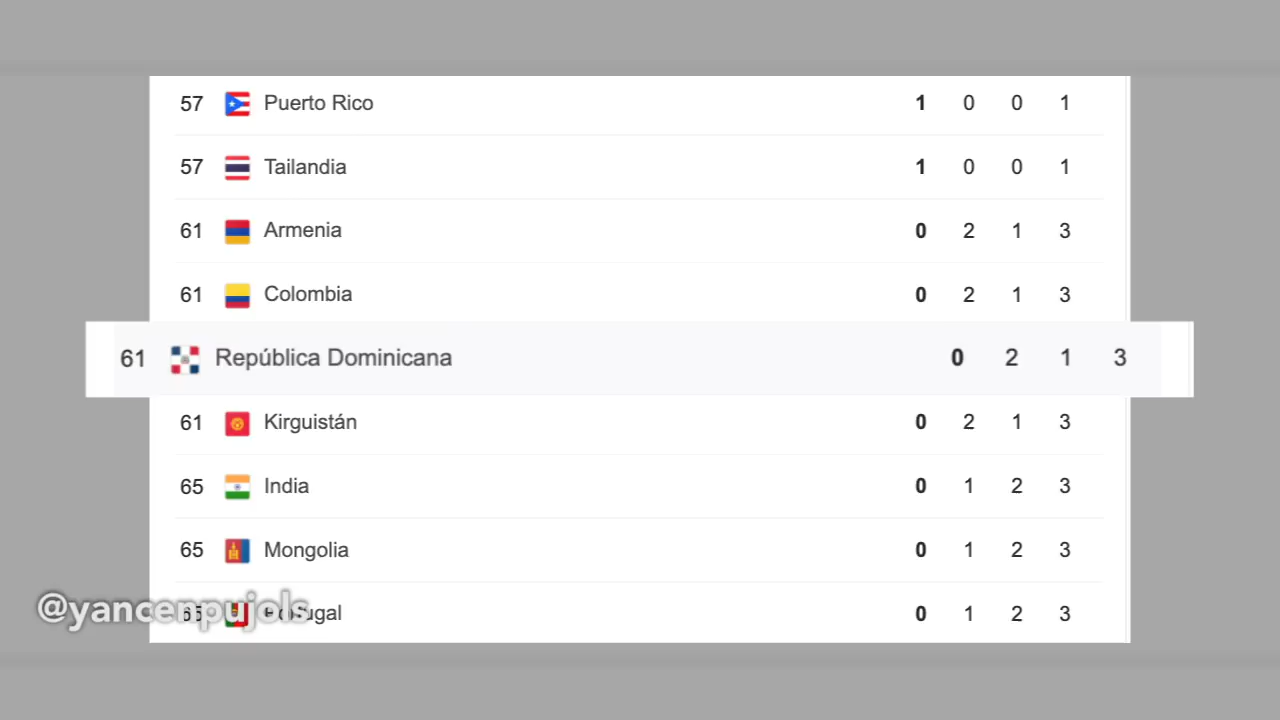 57 Puerto Rico 1 0 0 1
57 Tailandia 1 0 0 1
61 Armenia 0 2 1 3
61 Colombia 0 2 1 3
61 República Dominicana 0 2 1 3
61 Kirguistán 0 2 1 3
65 India 0 1 2 3
65 Mongolia 0 1 2 3
65 Portugal 0 1 2 3
@yancenpujols